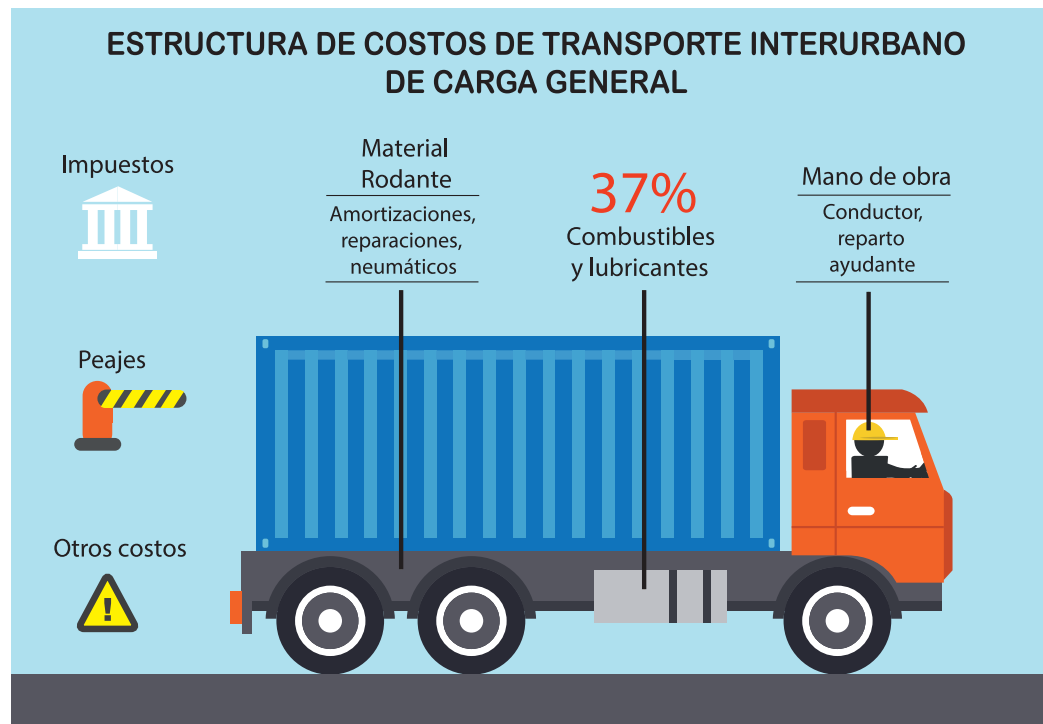 ESTRUCTURA DE COSTOS DE TRANSPORTE INTERURBANO
DE CARGA GENERAL
Impuestos
Material
Rodante
Amortizaciones,
reparaciones,
neumáticos
37%
Combustibles
y lubricantes
Mano de obra
Conductor,
reparto
ayudante
Peajes
Otros costos
!